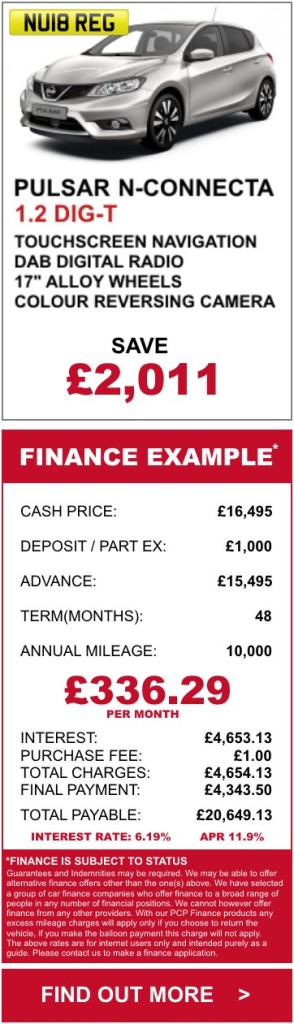 NU18 REG
PULSAR N-CONNECTA
1.2 DIG-T
TOUCHSCREEN NAVIGATION
DAB DIGITAL RADIO
17" ALLOY WHEELS
COLOUR REVERSING CAMERA
SAVE
£2,011
FINANCE EXAMPLE*
CASH PRICE: £16,495
DEPOSIT / PART EX: £1,000
ADVANCE: £15,495
TERM(MONTHS): 48
ANNUAL MILEAGE: 10,000
£336.29
PER MONTH
INTEREST: £4,653.13
PURCHASE FEE: £1.00
TOTAL CHARGES: £4,654.13
FINAL PAYMENT: £4,343.50
TOTAL PAYABLE: £20,649.13
INTEREST RATE: 6.19% APR 11.9%
*FINANCE IS SUBJECT TO STATUS
Guarantees and Indemnities may be required. We may be able to offer
alternative finance offers other than the one(s) above. We have selected
a group of car finance companies who offer finance to a broad range of
people in any number of financial positions. We cannot however offer
finance from any other providers. With our PCP Finance products any
excess mileage charges will apply only if you choose to return the
vehicle, if you make the balloon payment this charge will not apply.
The above rates are for internet users only and intended purely as a
guide. Please contact us to make a finance application.
FIND OUT MORE >